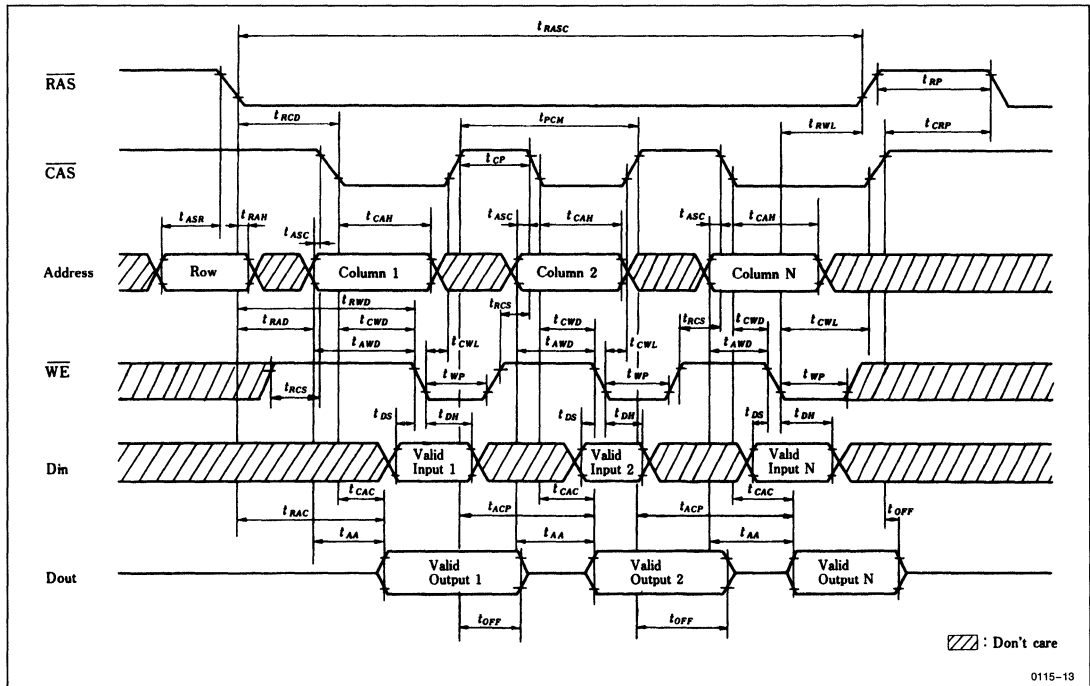 tRASC
RAS
tRP
tRCD
tPCM
tRWL
tCRP
CAS
tCP
tASR
tRAH
tASC
tCAH
tASC
tCAH
tASC
tCAH
Address
Row
Column 1
Column 2
Column N
tRWD
tRCS
tRCS
tRAD
tCWD
tCWD
tCWD
tCWL
tAWD
tCWL
tAWD
tCWL
tAWD
WE
tRCS
tWP
tWP
tWP
tDS
tDH
tDS
tDH
tDS
tDH
Din
Valid
Input 1
Valid
Input 2
Valid
Input N
tCAC
tCAC
tCAC
tRAC
tACP
tACP
tOFF
tAA
tAA
tAA
Dout
Valid
Output 1
Valid
Output 2
Valid
Output N
tOFF
tOFF
: Don't care
0115–13